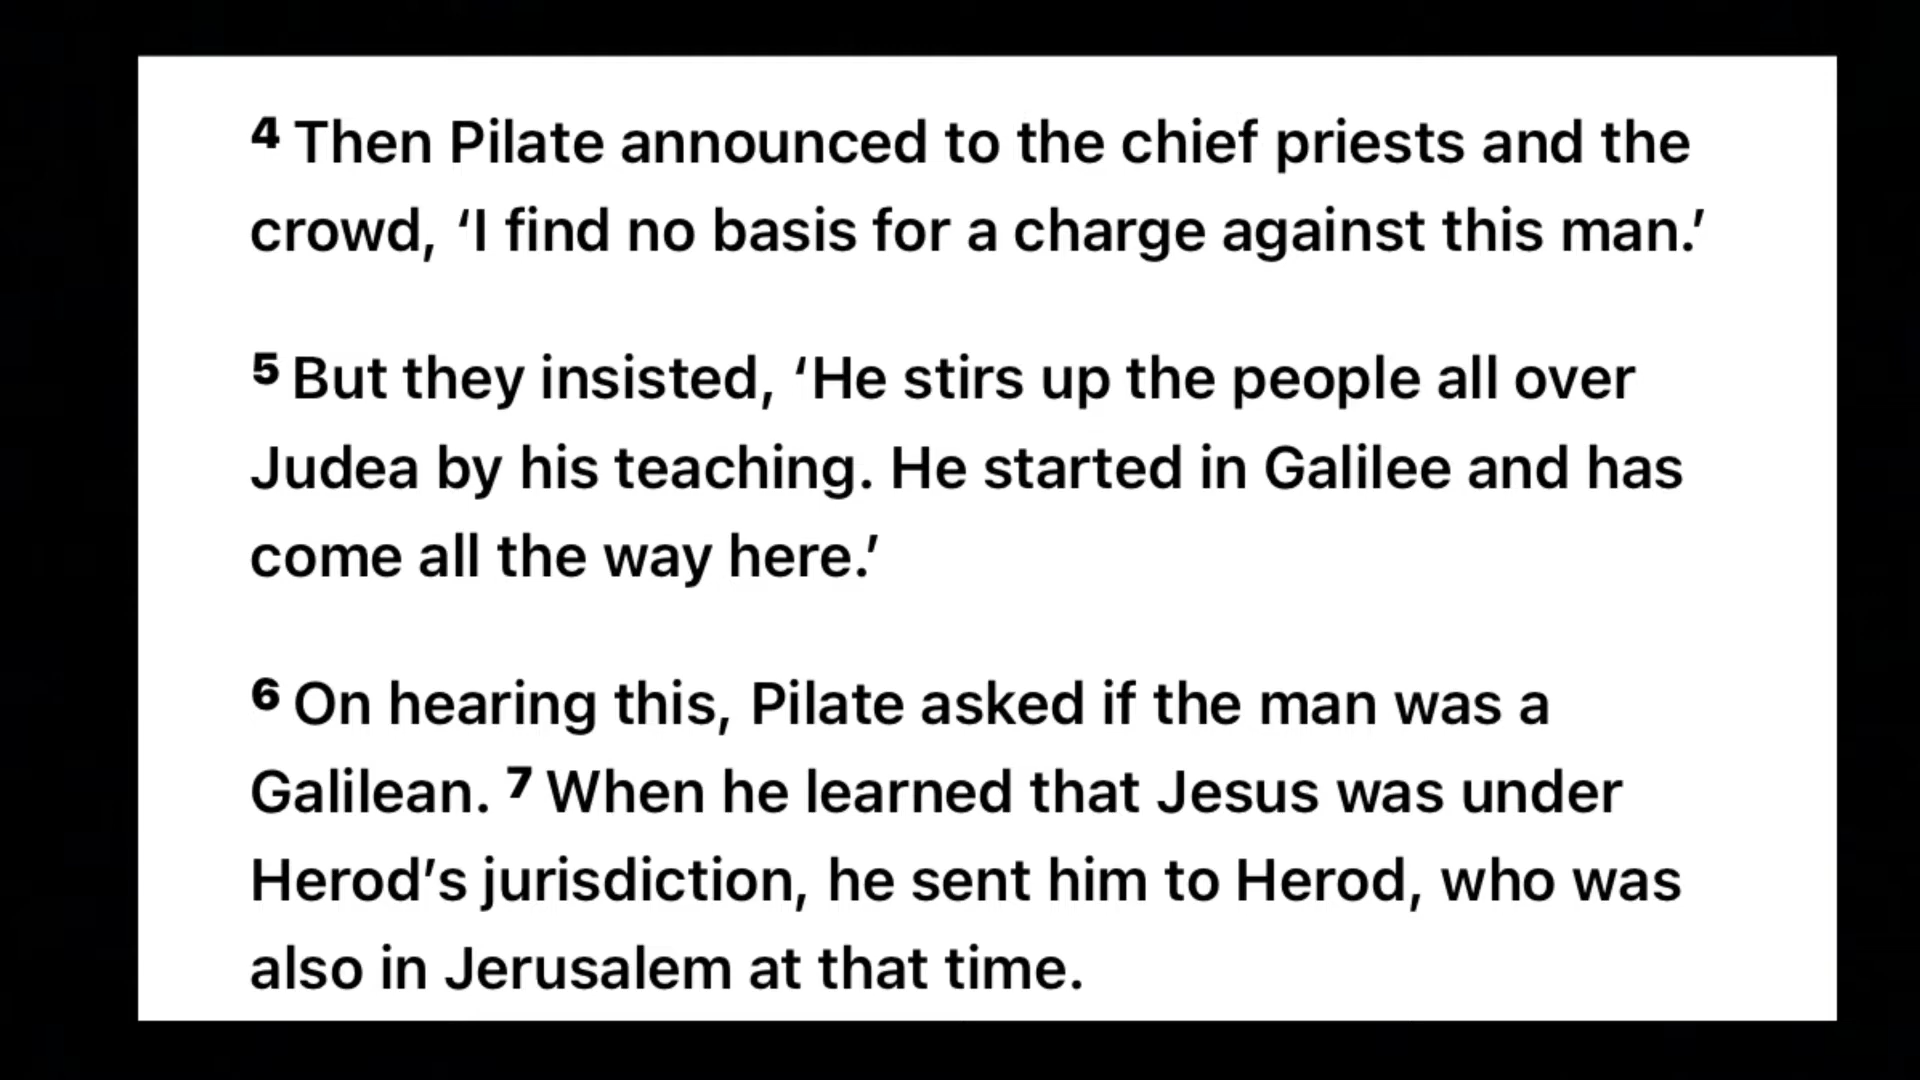 4 Then Pilate announced to the chief priests and the
crowd, ‘I find no basis for a charge against this man.’
5 But they insisted, ‘He stirs up the people all over
Judea by his teaching. He started in Galilee and has
come all the way here.’
6 On hearing this, Pilate asked if the man was a
Galilean. 7 When he learned that Jesus was under
Herod’s jurisdiction, he sent him to Herod, who was
also in Jerusalem at that time.